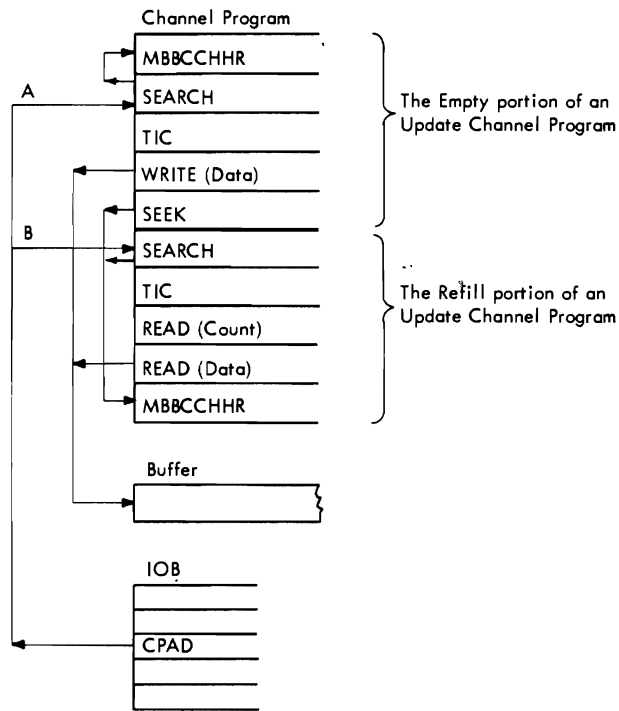 Channel Program
MBBCCHHR
A
SEARCH
The Empty portion of an
Update Channel Program
TIC
WRITE (Data)
SEEK
B
SEARCH
TIC
The Refill portion of an
Update Channel Program
READ (Count)
READ (Data)
MBBCCHHR
Buffer
IOB
CPAD